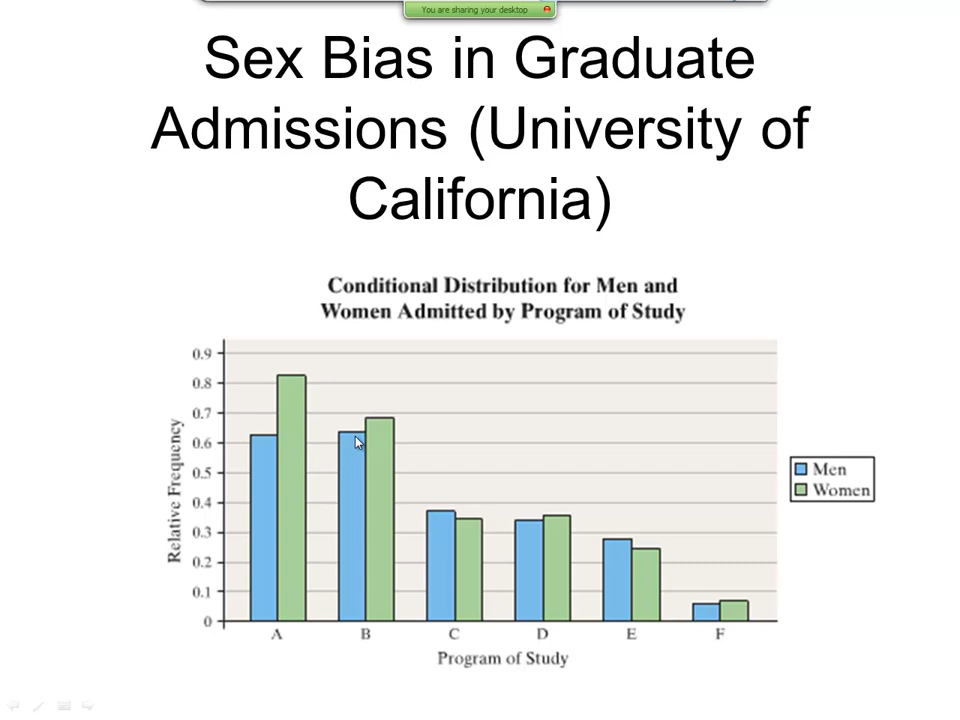 You are sharing your desktop
Sex Bias in Graduate
Admissions (University of
California)
Conditional Distribution for Men and
Women Admitted by Program of Study
Relative Frequency
0.9
0.8
0.7
0.6
0.5
0.4
0.3
0.2
0.1
0
A B C D E F
Program of Study
Men
Women